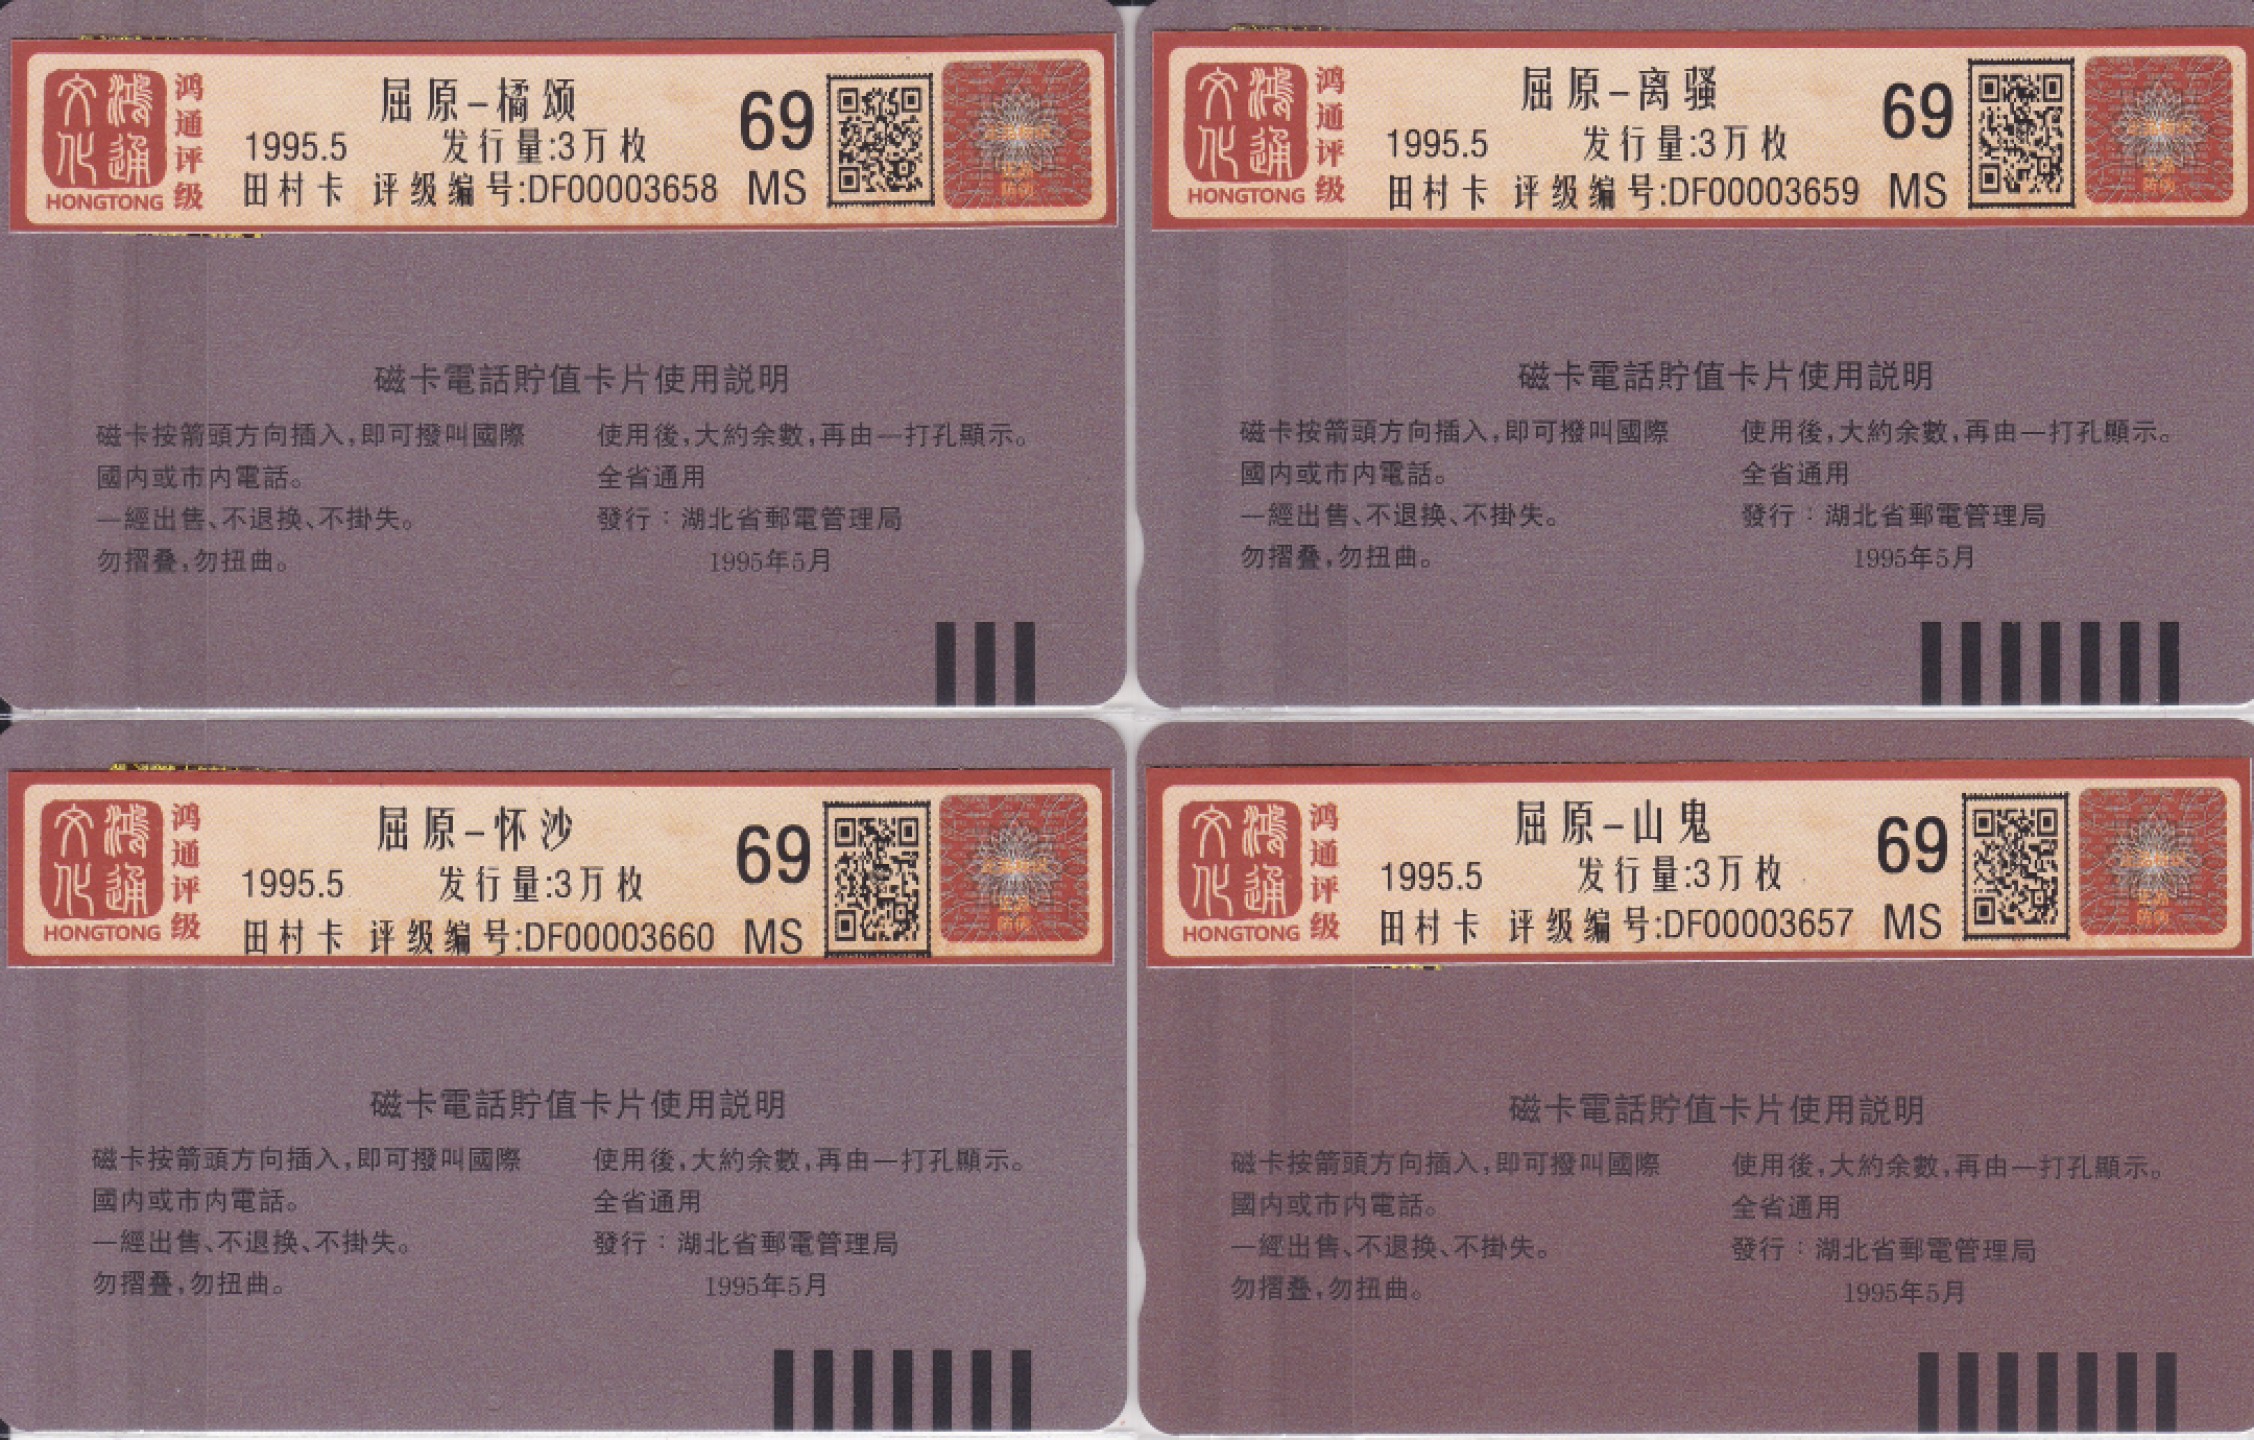 鸿通文化
HONGTONG
鸿通评级
屈原-橘颂
1995.5 发行量:3万枚
田村卡 评级编号:DF00003658
69
MS
磁卡電話貯值卡片使用説明
磁卡按箭頭方向插入,即可撥叫國際
國内或市内電話。
一經出售、不退换、不掛失。
勿摺叠,勿扭曲。
使用後,大約余數,再由一打孔顯示。
全省通用
發行:湖北省郵電管理局
1995年5月
鸿通文化
HONGTONG
鸿通评级
屈原-离骚
1995.5 发行量:3万枚
田村卡 评级编号:DF00003659
69
MS
磁卡電話貯值卡片使用説明
磁卡按箭頭方向插入,即可撥叫國際
國内或市内電話。
一經出售、不退换、不掛失。
勿摺叠,勿扭曲。
使用後,大約余數,再由一打孔顯示。
全省通用
發行:湖北省郵電管理局
1995年5月
鸿通文化
HONGTONG
鸿通评级
屈原-怀沙
1995.5 发行量:3万枚
田村卡 评级编号:DF00003660
69
MS
磁卡電話貯值卡片使用説明
磁卡按箭頭方向插入,即可撥叫國際
國内或市内電話。
一經出售、不退换、不掛失。
勿摺叠,勿扭曲。
使用後,大約余數,再由一打孔顯示。
全省通用
發行:湖北省郵電管理局
1995年5月
鸿通文化
HONGTONG
鸿通评级
屈原-山鬼
1995.5 发行量:3万枚
田村卡 评级编号:DF00003657
69
MS
磁卡電話貯值卡片使用説明
磁卡按箭頭方向插入,即可撥叫國際
國内或市内電話。
一經出售、不退换、不掛失。
勿摺叠,勿扭曲。
使用後,大約余數,再由一打孔顯示。
全省通用
發行:湖北省郵電管理局
1995年5月